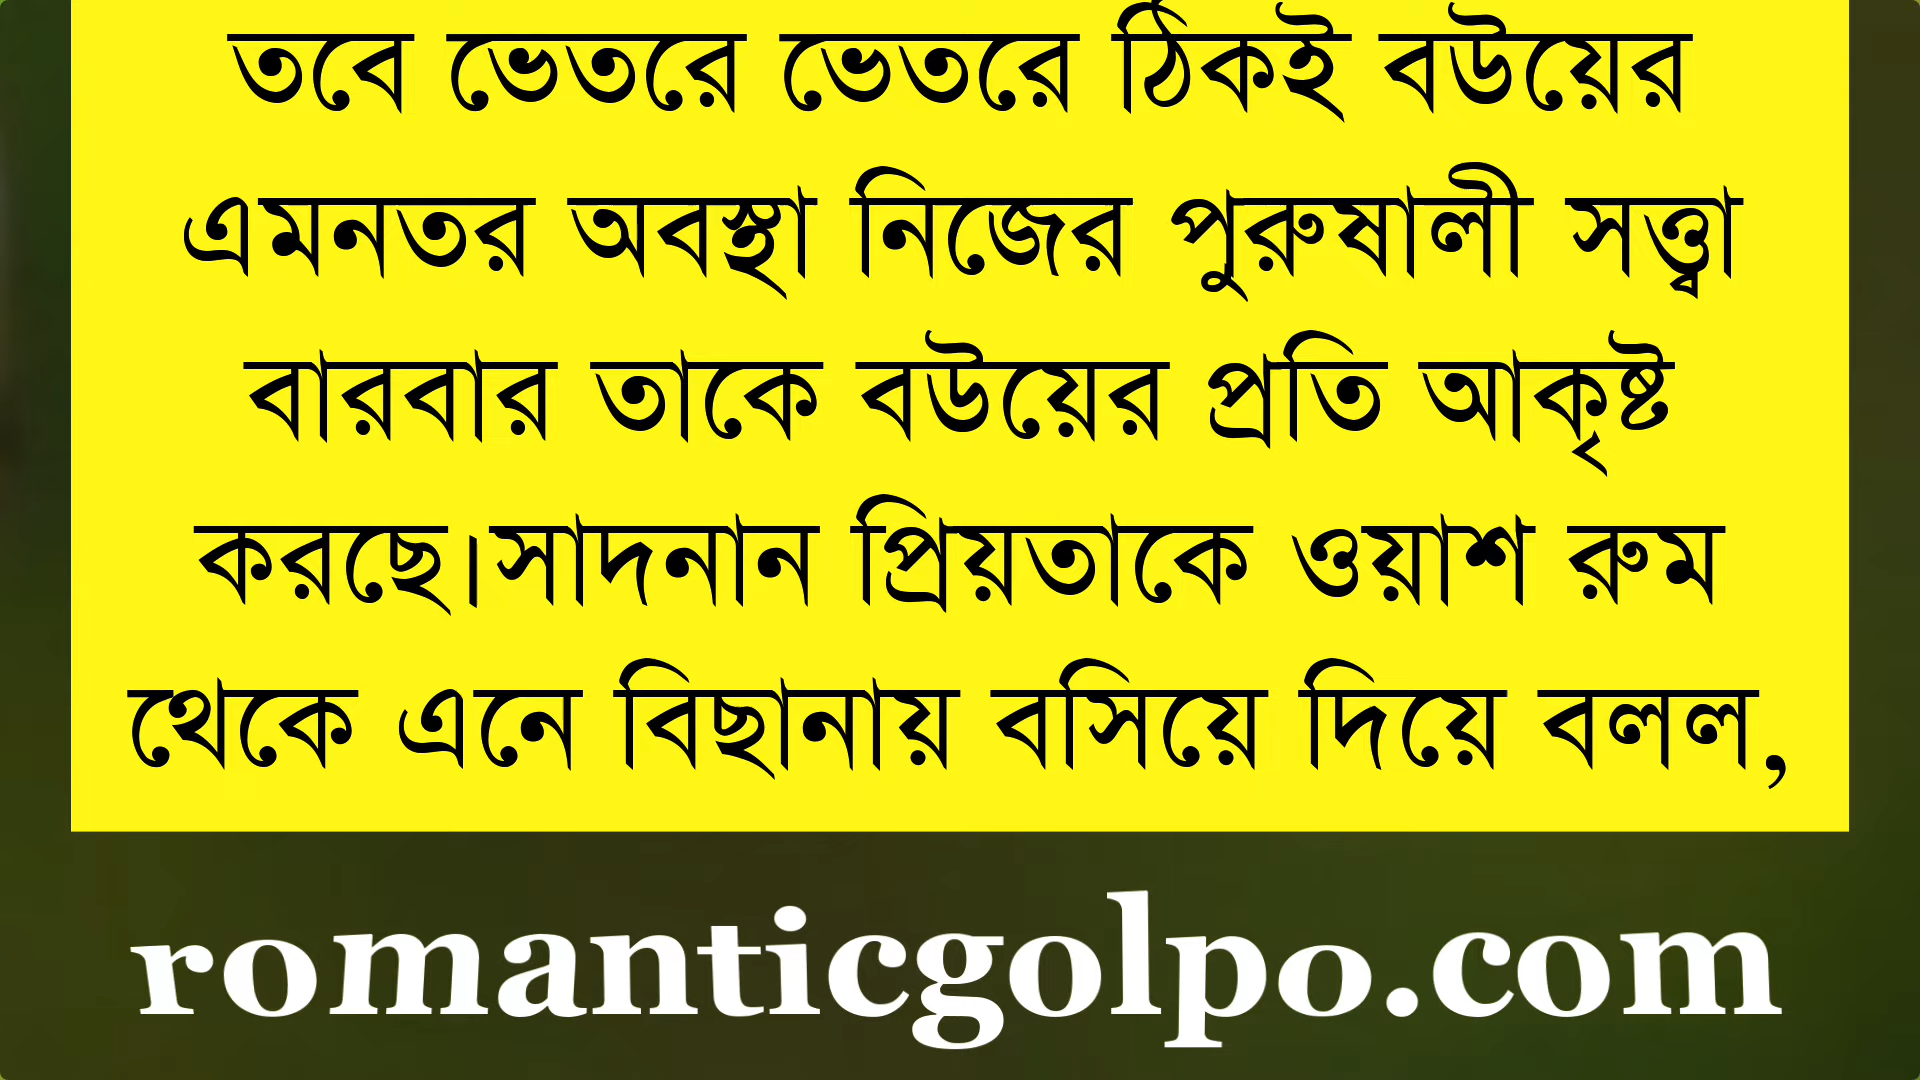 তবে ভেতরে ভেতরে ঠিকই বউয়ের
এমনতর অবস্থা নিজের পুরুষালী সত্ত্বা
বারবার তাকে বউয়ের প্রতি আকৃষ্ট
করছে।সাদনান প্রিয়তাকে ওয়াশ রুম
থেকে এনে বিছানায় বসিয়ে দিয়ে বলল,
romanticgolpo.com